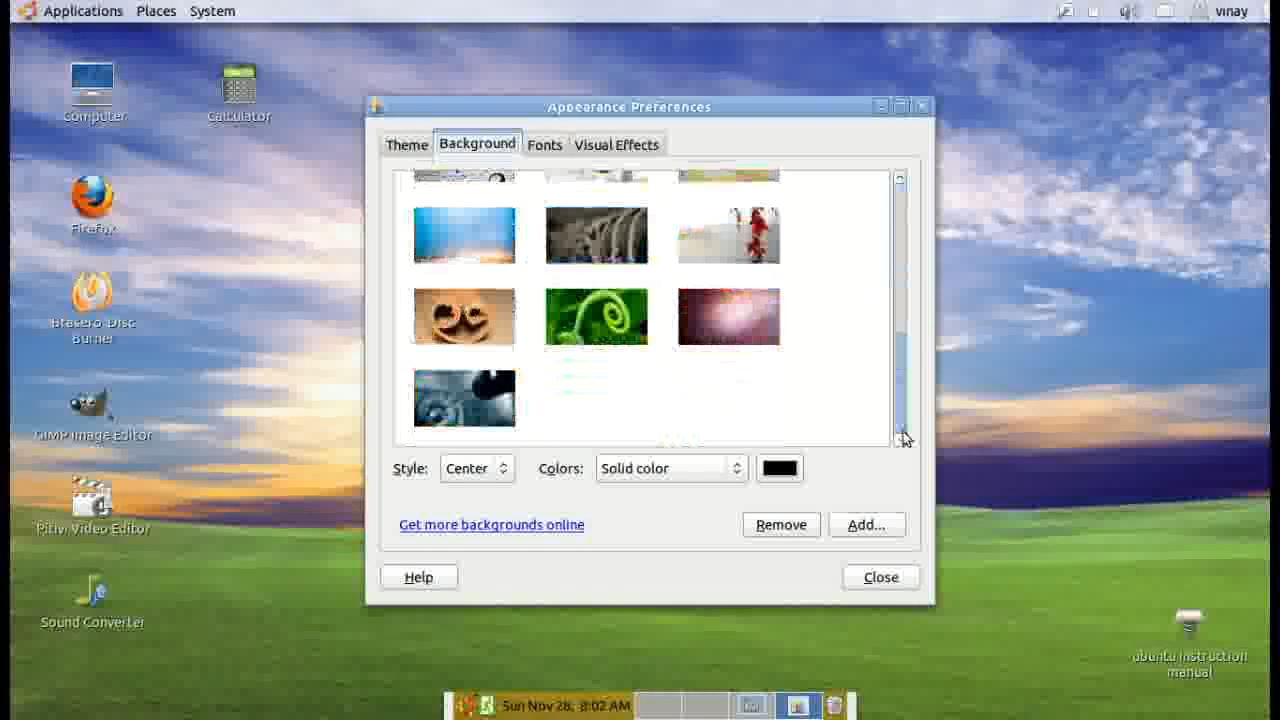 Applications Places System
vinay
Computer
Calculator
Firefox
Brasero Disc
Burner
GIMP Image Editor
Pitivi Video Editor
Sound Converter
ubuntu instruction
manual
Appearance Preferences
Theme Background Fonts Visual Effects
Style: Center Colors: Solid color
Get more backgrounds online Remove Add...
Help Close
Sun Nov 28, 8:02 AM